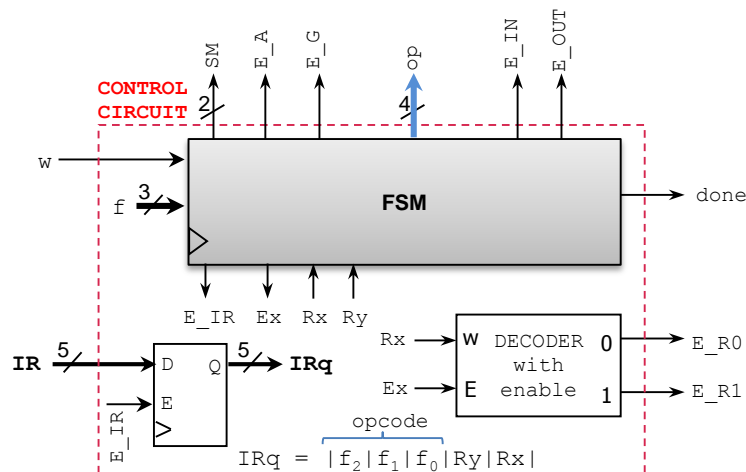 SM E_A E_G op E_IN E_OUT
CONTROL
CIRCUIT
2 4
w
3
f
FSM
done
E_IR Ex Rx Ry
IR 5 D Q 5 IRq
E
E_IR
Rx w DECODER 0 E_R0
with
Ex E enable 1 E_R1
opcode
IRq = |f2|f1|f0|Ry|Rx|